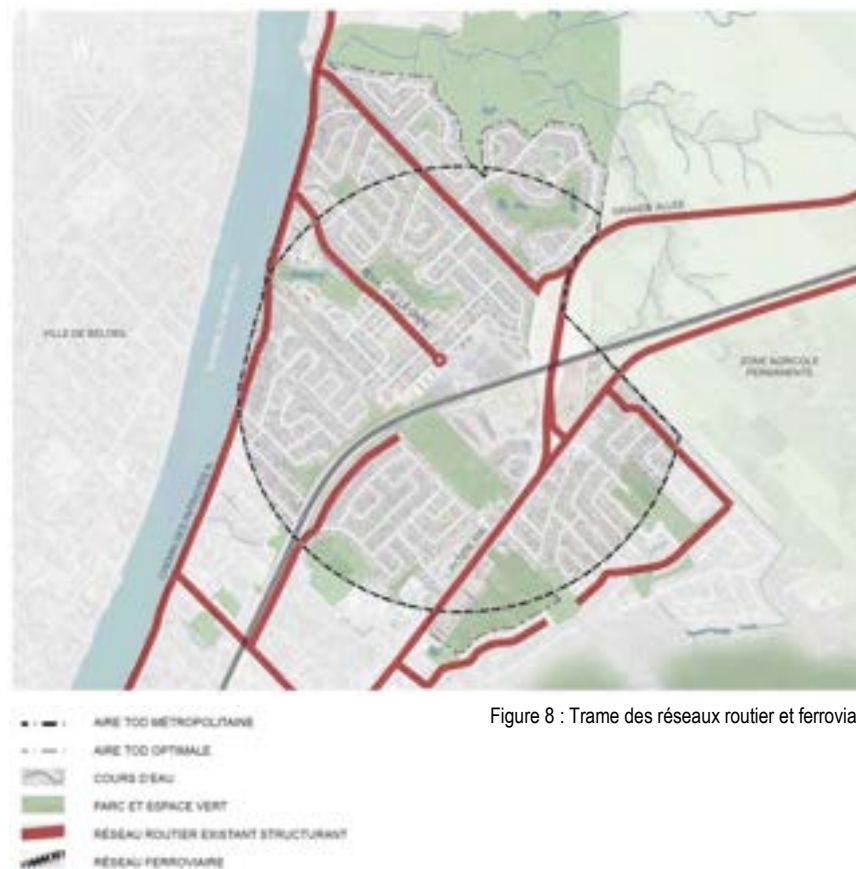 GRANDE ALLÉE
VILLE DE BELOEIL
ZONE AGRICOLE
PERMANENTE
Figure 8 : Trame des réseaux routier et ferrovia
AIRE TOD MÉTROPOLITAINE
AIRE TOD OPTIMALE
COURS D'EAU
PARC ET ESPACE VERT
RÉSEAU ROUTIER EXISTANT STRUCTURANT
RÉSEAU FERROVIAIRE